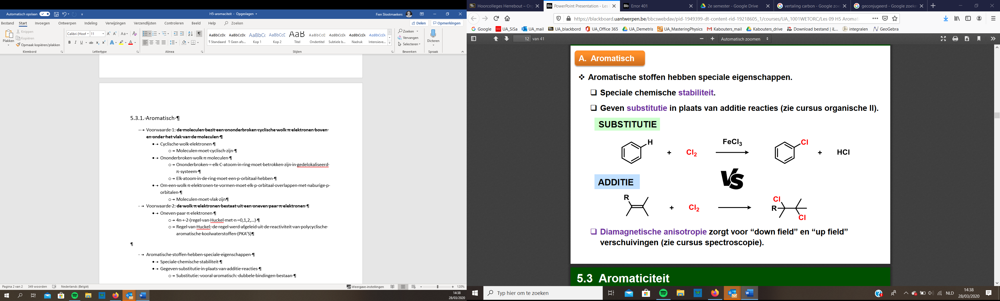 Automatisch opslaan
H5-aromaciteit - Opgeslagen
Fien Slootmaekers
Bestand Start Invoegen Ontwerpen Indeling Verwijzingen Verzendlijsten Controleren Beeld Help Zoeken Delen Opmerkingen
Plakken
Knippen
Kopiëren
Opmaak kopiëren/plakken
Klembord
Calibri (Hoof 11
Lettertype
Alinea
AaBbCcDc ¶ Standaard
AaBbCcDc ¶ Geen afs...
AaBbC( Kop 1
AaBbCcC Kop 2
AaB Titel
AaBbCcD Ondertitel
AaBbCcDt Subtiele b...
AaBbCcDt Nadruk
AaBbCcDt Intensieve...
Stijlen
Zoeken
Vervangen
Selecteren
Bewerken
Dicteren
Spraak
5.3.1.·Aromatisch·¶
Voorwaarde·1:·de·moleculen·bezit·een·ononderbroken·cyclische·wolk·π·elektronen·boven·
en·onder·het·vlak·van·de·moleculen·¶
Cyclische·wolk·elektronen·¶
Moleculen·moet·cyclisch·zijn·¶
Ononderbroken·wolk·π·moleculen·¶
Ononderbroken·=·elk·C-atoom·in·ring·moet·betrokken·zijn·in·gedelokaliseerd·
π-systeem·¶
Elk·atoom·in·de·ring·moet·een·p-orbitaal·hebben·¶
Om·een·wolk·π·elektronen·te·vormen·moet·elk·p-orbitaal·overlappen·met·naburige·p-
orbitalen·¶
Moleculen·moet·vlak·zijn¶
Voorwaarde·2:·de·wolk·π·elektronen·bestaat·uit·een·oneven·paar·π·elektronen·¶
Oneven·paar·π·elektronen·¶
4n·+·2·(regel·van·Huckel·met·n·=0,1,2,...)·¶
Regel·van·Huckel:·de·regel·werd·afgeleid·uit·de·reactiviteit·van·polycyclische·
aromatische·koolwaterstoffen·(PKA'S)¶
¶
Aromatische·stoffen·hebben·speciale·eigenschappen·¶
Speciale·chemische·stabiliteit·¶
Gegeven·substitutie·in·plaats·van·additie·reacties·¶
Substitutie:·vooral·aromatisch:·dubbele·bindingen·bestaan·¶
Pagina 2 van 2 349 woorden Nederlands (België) Weergave-instellingen 120%
14:38
28/03/2020
Hoorcolleges Herrebout – Org
PowerPoint Presentation - Les
Error 401
2e semester - Google Drive
vertaling carbon - Google zoe
geconjugeerd - Google zoeke
https://blackboard.uantwerpen.be/bbcswebdav/pid-1949399-dt-content-rid-19218605_1/courses/UA_1001WETORC/Les 09 H5 Aromati
Google UA_SiSa UA_mail UA_blackbord UA_Office 365 UA_Demetris UA_MasteringPhysics Kabouters_mail Kabouters_drive Download bestand | iL... integralen GeoGebra
12 van 41
Automatisch zoomen
A. Aromatisch
Aromatische stoffen hebben speciale eigenschappen.
Speciale chemische stabiliteit.
Geven substitutie in plaats van additie reacties (zie cursus organische II).
SUBSTITUTIE
H + Cl2 FeCl3 Cl + HCl
VS
ADDITIE
R + Cl2 Cl R Cl
Diamagnetische anisotropie zorgt voor “down field” en “up field”
verschuivingen (zie cursus spectroscopie).
5.3 Aromaticiteit
Typ hier om te zoeken
NLD
14:38
28/03/2020